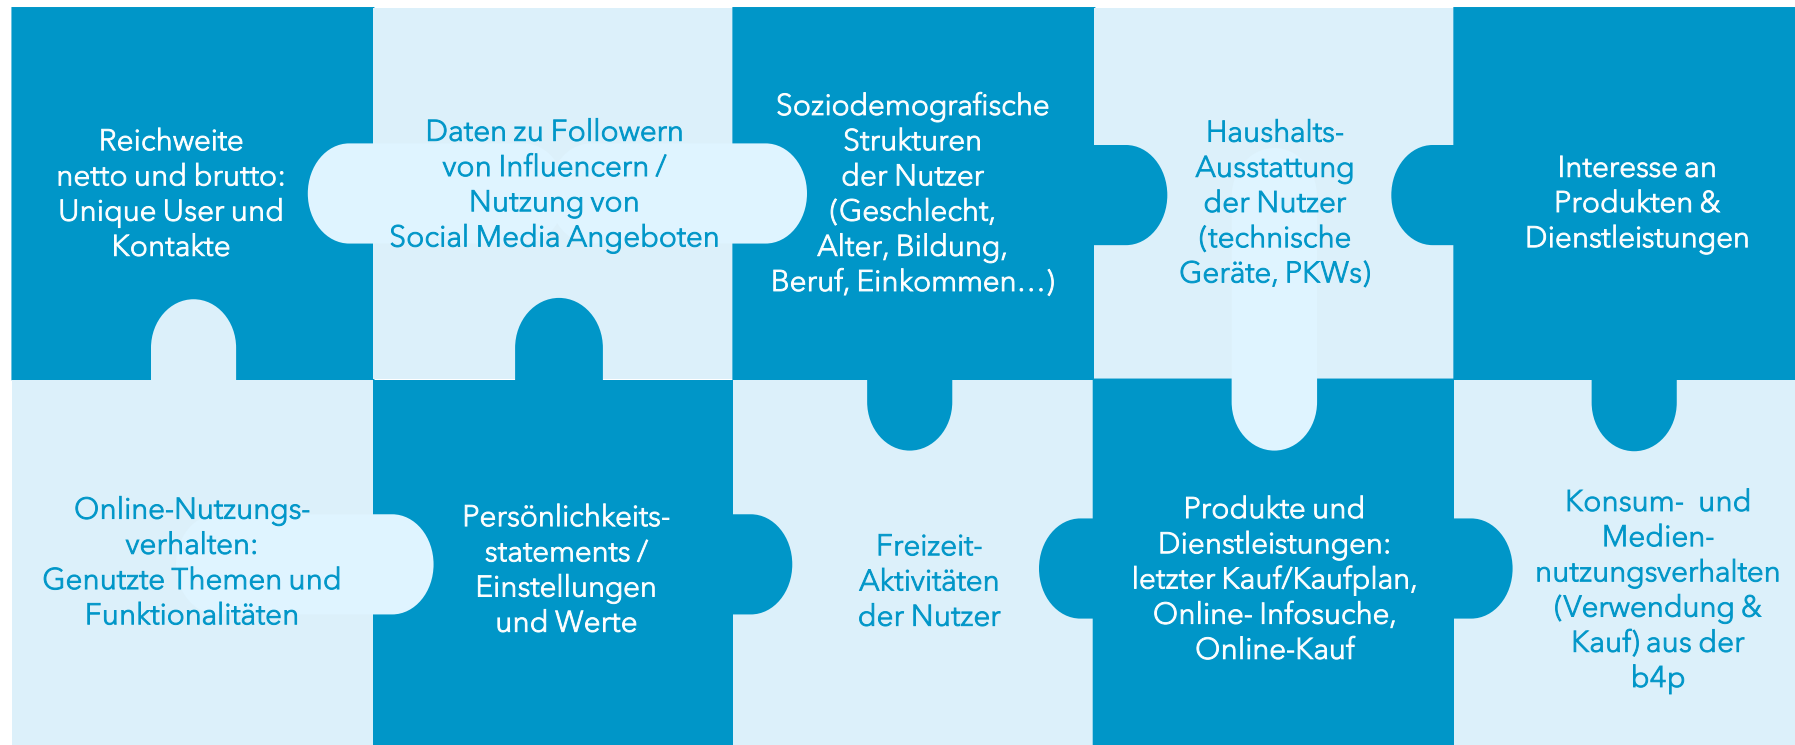 Reichweite
netto und brutto:
Unique User und
Kontakte
Daten zu Followern
von Influencern /
Nutzung von
Social Media Angeboten
Soziodemografische
Strukturen
der Nutzer
(Geschlecht,
Alter, Bildung,
Beruf, Einkommen…)
Haushalts-
Ausstattung
der Nutzer
(technische
Geräte, PKWs)
Interesse an
Produkten &
Dienstleistungen
Online-Nutzungs-
verhalten:
Genutzte Themen und
Funktionalitäten
Persönlichkeits-
statements /
Einstellungen
und Werte
Freizeit-
Aktivitäten
der Nutzer
Produkte und
Dienstleistungen:
letzter Kauf/Kaufplan,
Online- Infosuche,
Online-Kauf
Konsum- und
Medien-
nutzungsverhalten
(Verwendung &
Kauf) aus der
b4p